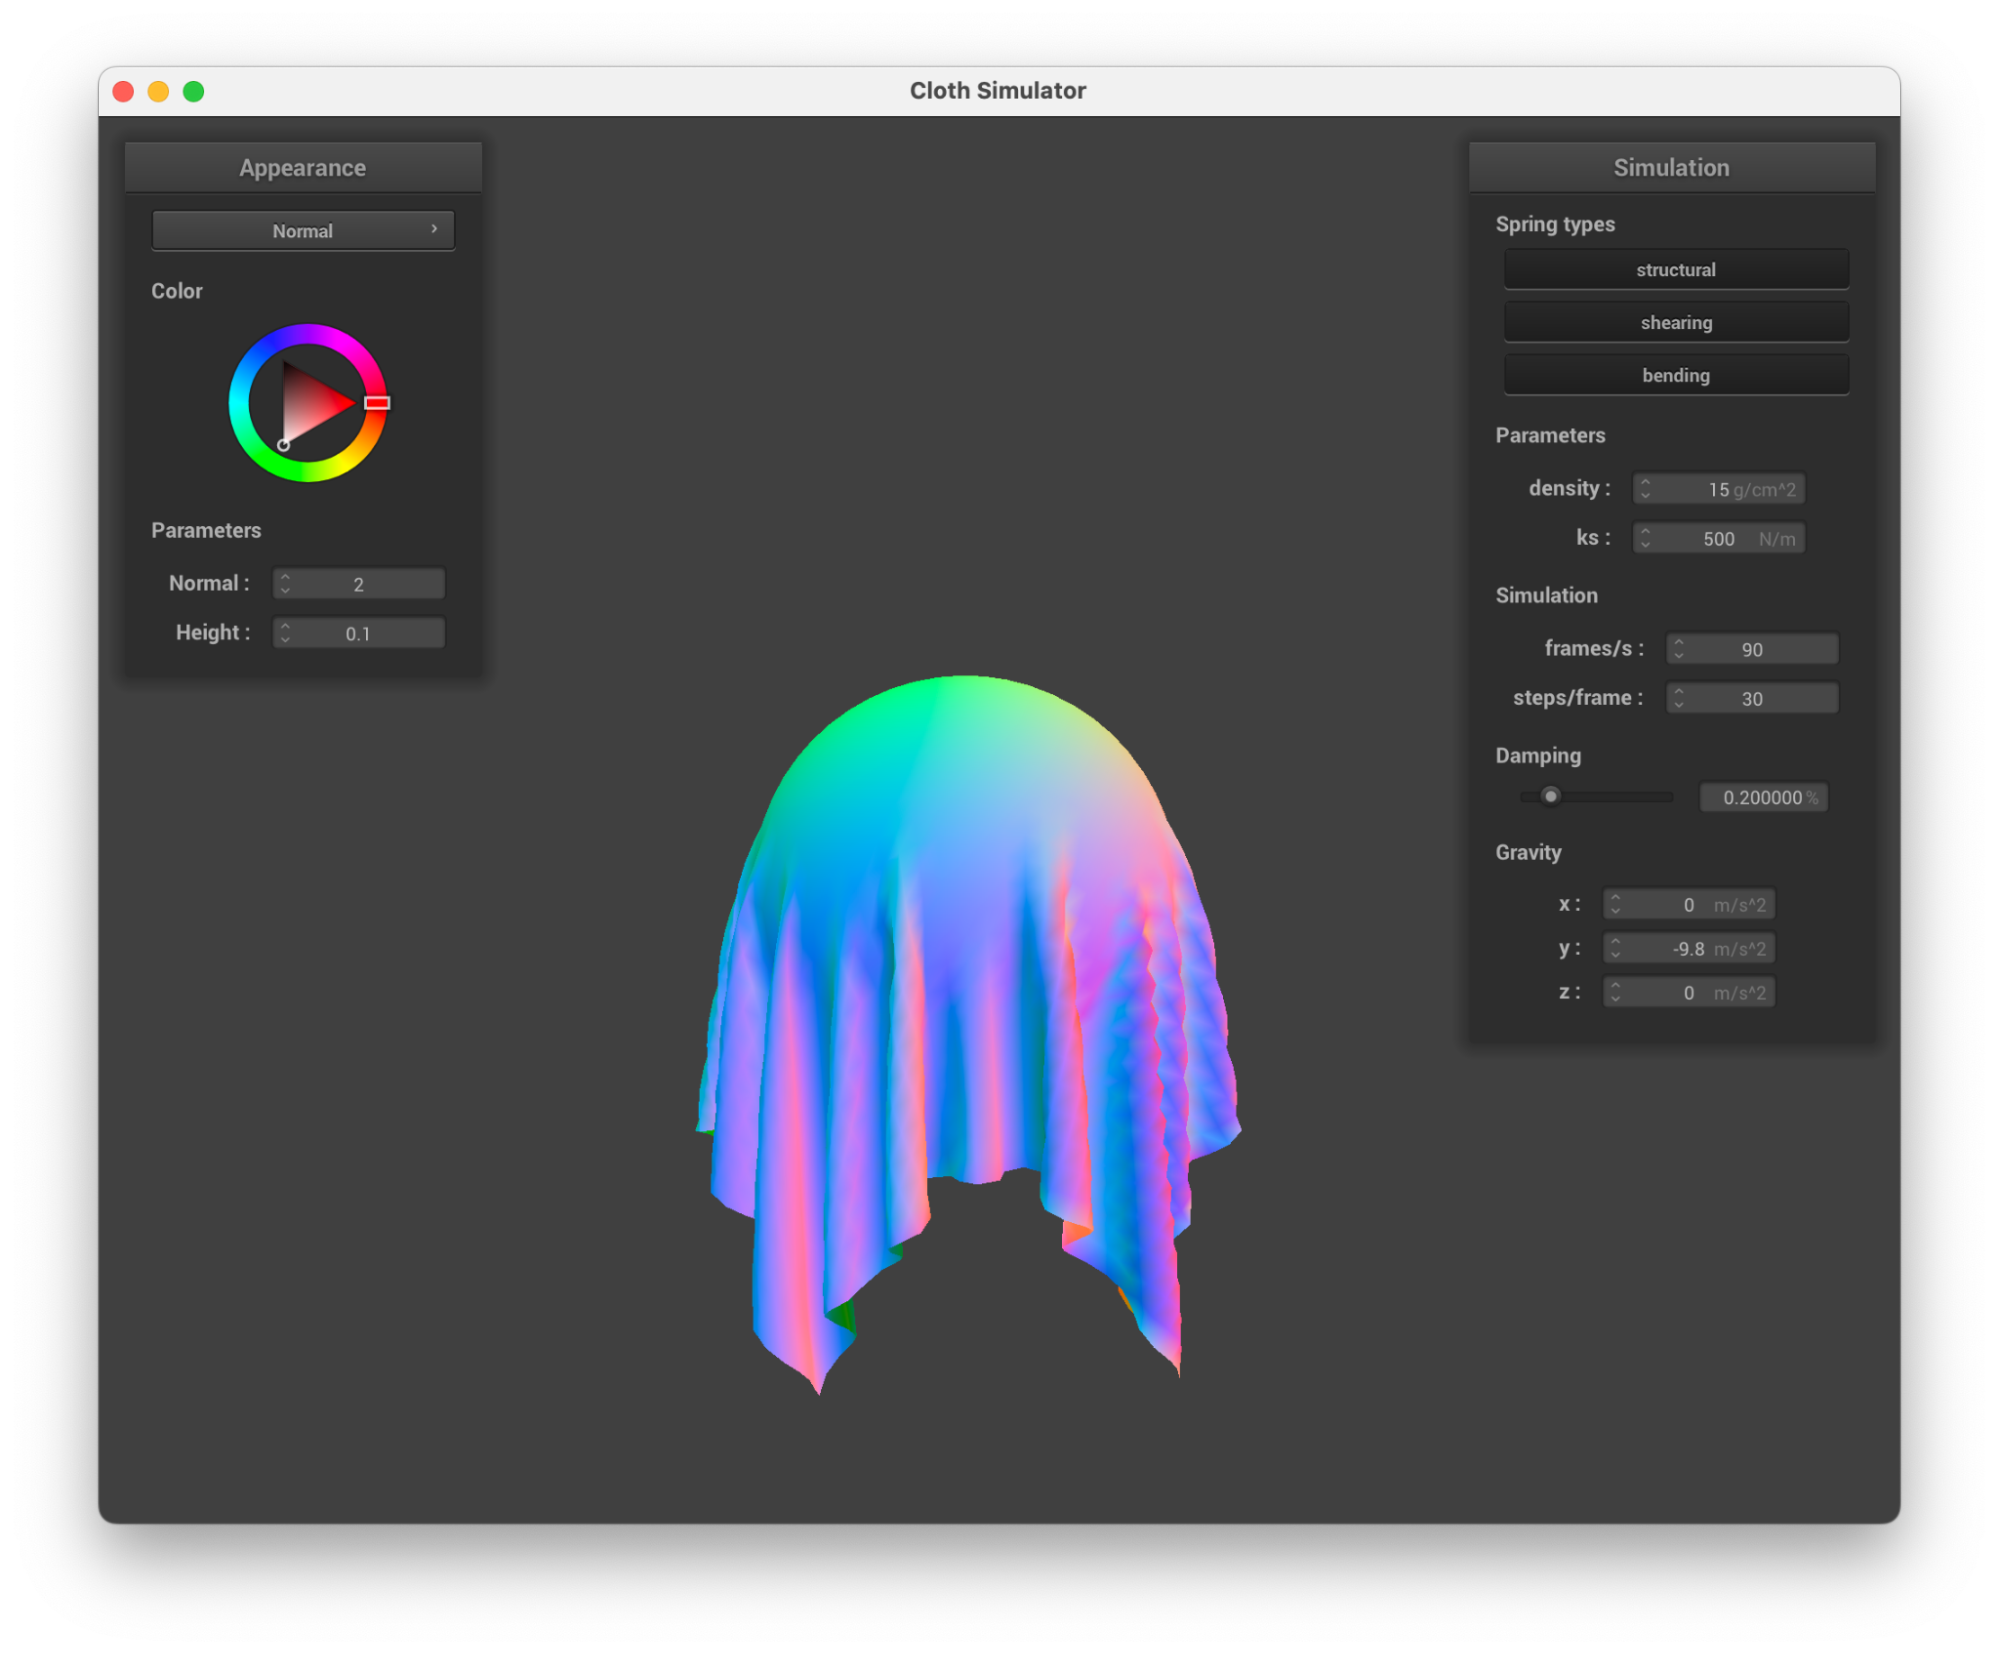 Cloth Simulator
Appearance
Normal
Color
Parameters
Normal : 2
Height : 0.1
Simulation
Spring types
structural
shearing
bending
Parameters
density : 15 g/cm^2
ks : 500 N/m
Simulation
frames/s : 90
steps/frame : 30
Damping
0.200000 %
Gravity
x : 0 m/s^2
y : -9.8 m/s^2
z : 0 m/s^2